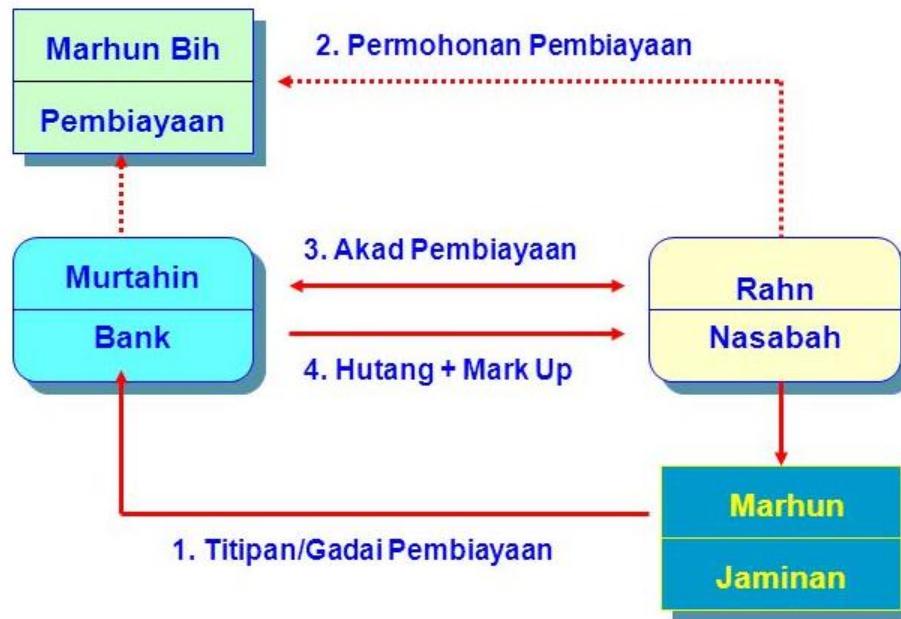 Marhun Bih
Pembiayaan
2. Permohonan Pembiayaan
Murtahin
Bank
3. Akad Pembiayaan
4. Hutang + Mark Up
Rahn
Nasabah
Marhun
Jaminan
1. Titipan/Gadai Pembiayaan